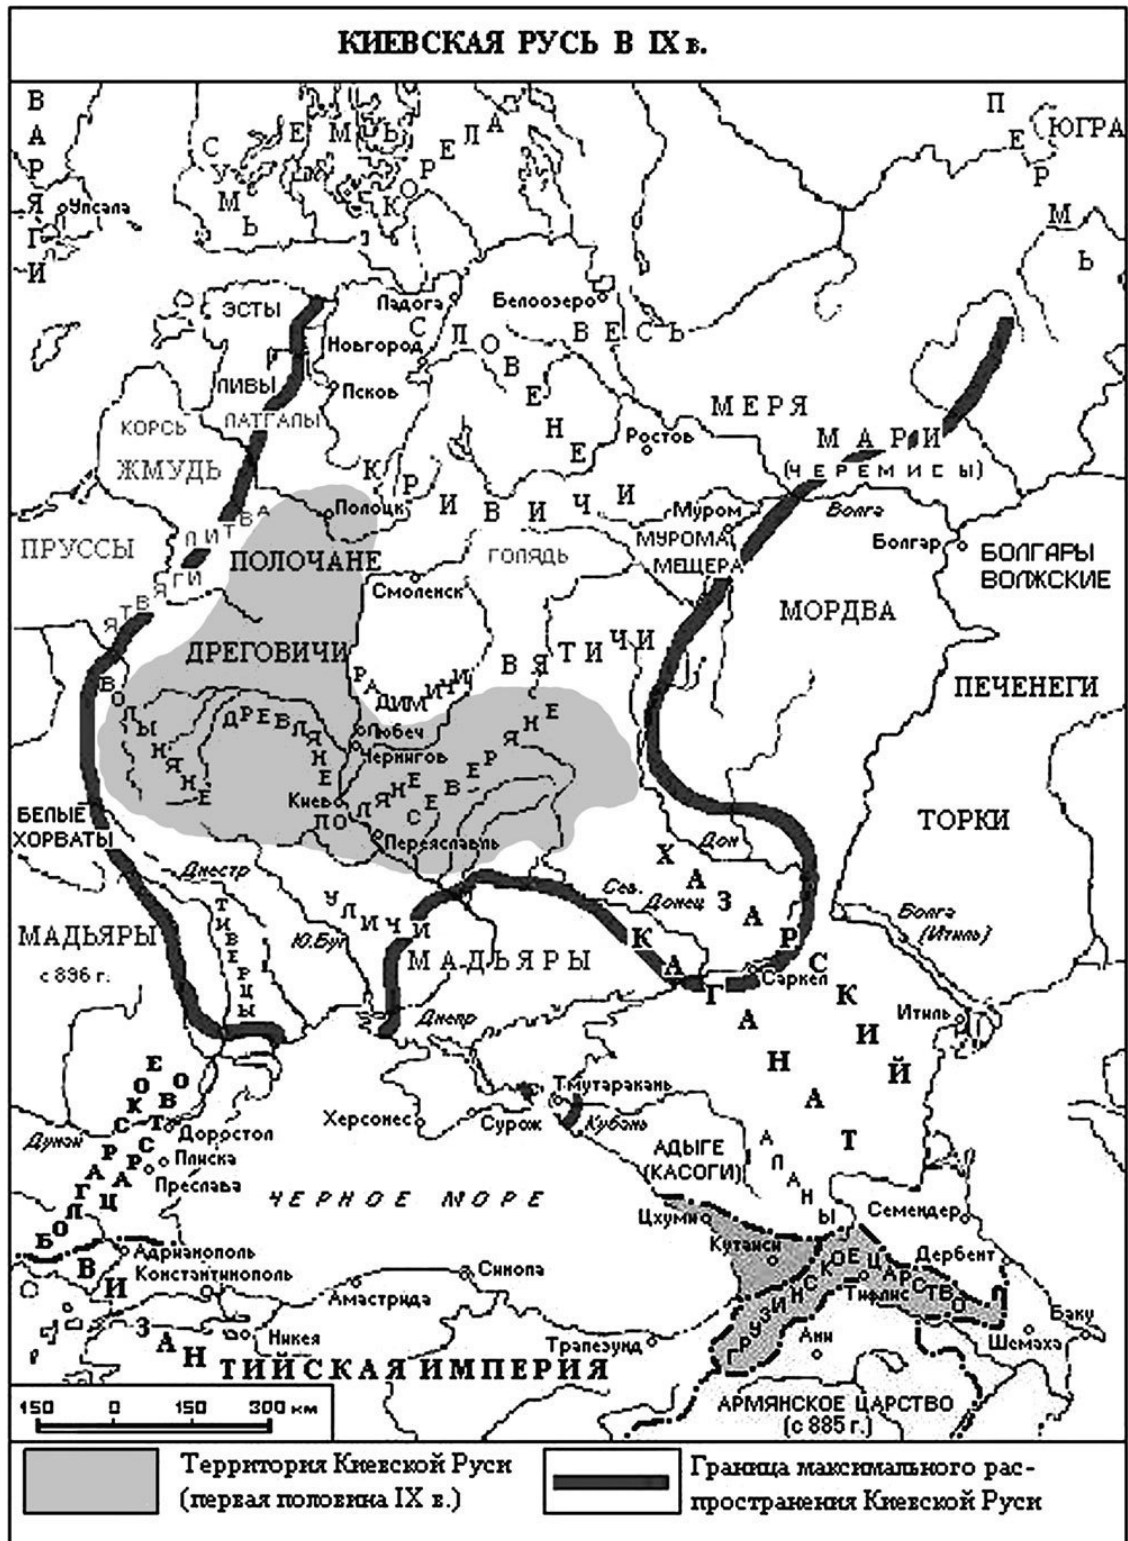 КИЕВСКАЯ РУСЬ В IX в.
ВАРЯГИ
СУМЬ
ЕМЬ
КОРЕЛА
ПЕРМЬ
ЮГРА
Упсала
ЭСТЫ
Ладога
Белоозеро
СЛОВЕНЕ
ВЕСЬ
Новгород
ЛИВЫ
Псков
МЕРЯ
КОРСЬ
ЛАТГАЛЫ
Ростов
МАРИ
(ЧЕРЕМИСЫ)
ЖМУДЬ
КРИВИЧИ
ЛИТВА
Полоцк
Муром
Волга
ПРУССЫ
ПОЛОЧАНЕ
ГОЛЯДЬ
МУРОМА
Болгар
БОЛГАРЫ
ВОЛЖСКИЕ
МЕЩЕРА
Смоленск
ЯТВЯГИ
МОРДВА
ДРЕГОВИЧИ
РАДИМИЧИ
ВЯТИЧИ
ПЕЧЕНЕГИ
ВОЛЫНЯНЕ
ДРЕВЛЯНЕ
Любеч
Чернигов
СЕВЕРЯНЕ
Киев
ПОЛЯНЕ
Переяславль
БЕЛЫЕ
ХОРВАТЫ
ТОРКИ
Дон
Днестр
УЛИЧИ
Сев.
Донец
ХАЗАРСКИЙ
КАГАНАТ
Волга
(Итиль)
ТИВЕРЦЫ
Ю.Буг
МАДЬЯРЫ
с 896 г.
МАДЬЯРЫ
Саркел
Итиль
Днепр
Тмутаракань
Херсонес
Сурож
Кубань
БОЛГАРСКОЕ
ЦАРСТВО
Дунай
Доростол
Плиска
Преслава
АДЫГЕ
(КАСОГИ)
АЛАНЫ
ЧЕРНОЕ МОРЕ
Цхуми
Семендер
Кутаиси
Дербент
Адрианополь
Константинополь
Синопа
Амастрида
ГРУЗИНСКОЕ ЦАРСТВО
Тифлис
Баку
Никея
Трапезунд
Ани
Шемаха
ВИЗАНТИЙСКАЯ ИМПЕРИЯ
АРМЯНСКОЕ ЦАРСТВО
(с 885 г.)
150 0 150 300 км
Территория Киевской Руси
(первая половина IX в.)
Граница максимального рас-
пространения Киевской Руси